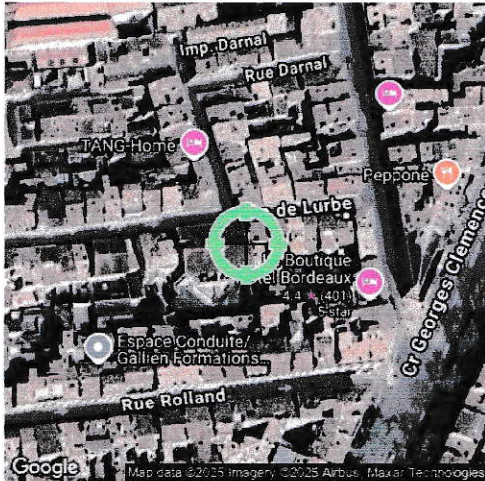 Imp. Darnal
Rue Darnal
TANG-Home
Peppone
de Lurbe
Boutique
el Bordeaux
4,4 ★ (401)
5-star
Cr Georges Clemence
Espace Conduite/
Gallien Formations...
Rue Rolland
Google
Map data ©2025 Imagery ©2025 Airbus, Maxar Technologies